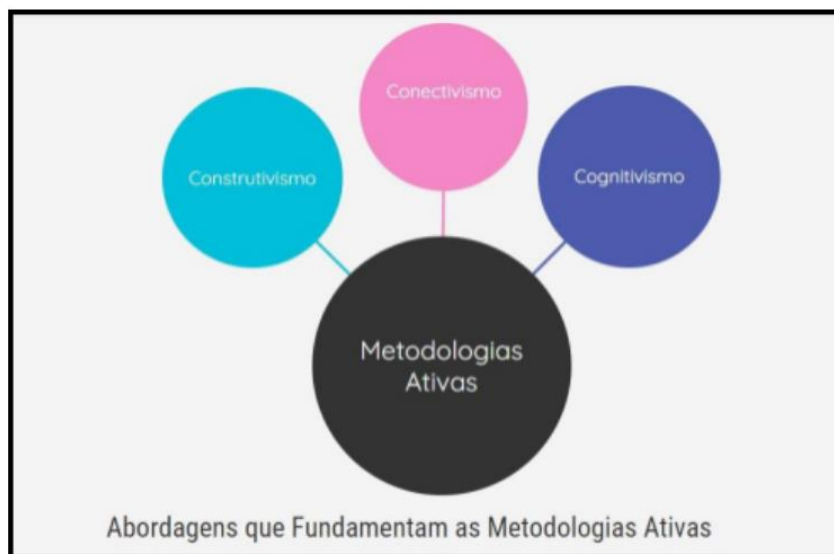 Conectivismo
Construtivismo
Cognitivismo
Metodologias
Ativas
Abordagens que Fundamentam as Metodologias Ativas